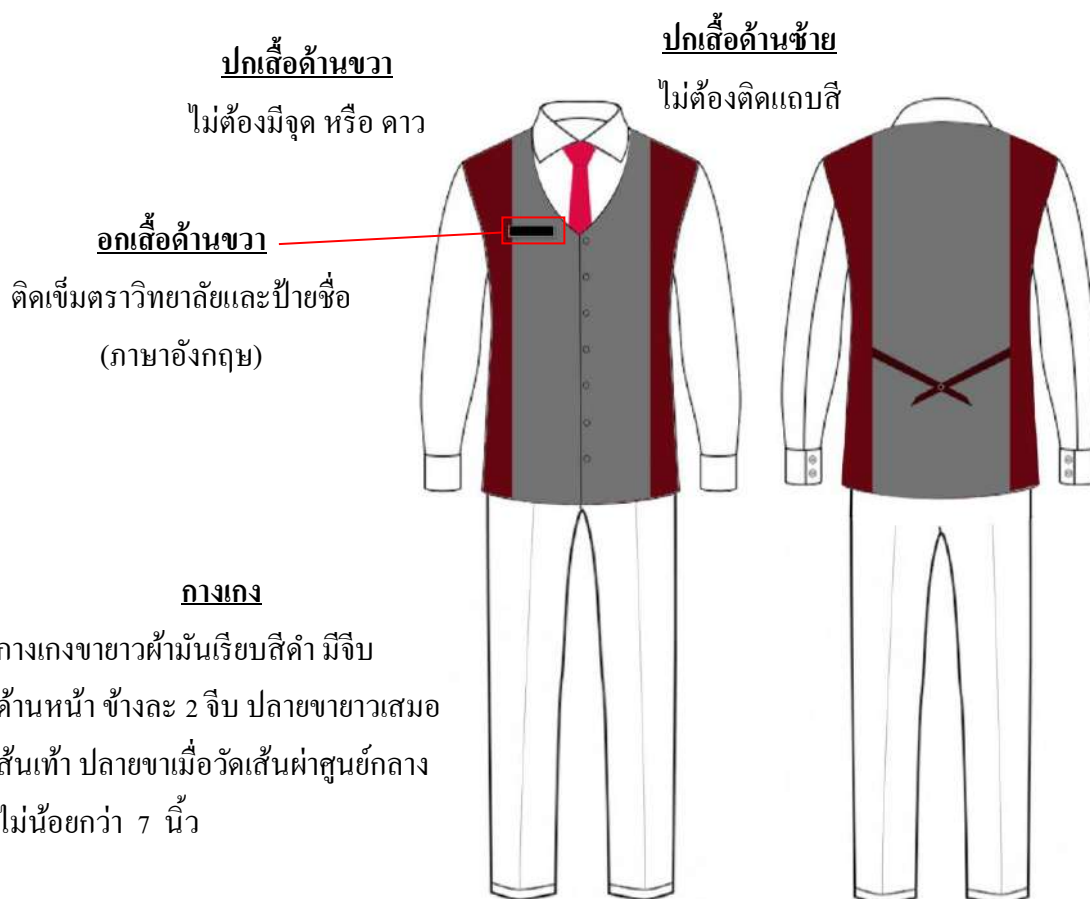 ปกเสื้อด้านขวา
ไม่ต้องมีจุด หรือ ดาว
ปกเสื้อด้านซ้าย
ไม่ต้องติดแถบสี
อกเสื้อด้านขวา
ติดเข็มตราวิทยาลัยและป้ายชื่อ
(ภาษาอังกฤษ)
กางเกง
กางเกงขายาวผ้ามันเรียบสีดำ มีจีบ
ด้านหน้า ข้างละ 2 จีบ ปลายขายาวเสมอ
ส้นเท้า ปลายขาเมื่อวัดเส้นผ่าศูนย์กลาง
ไม่น้อยกว่า 7 นิ้ว